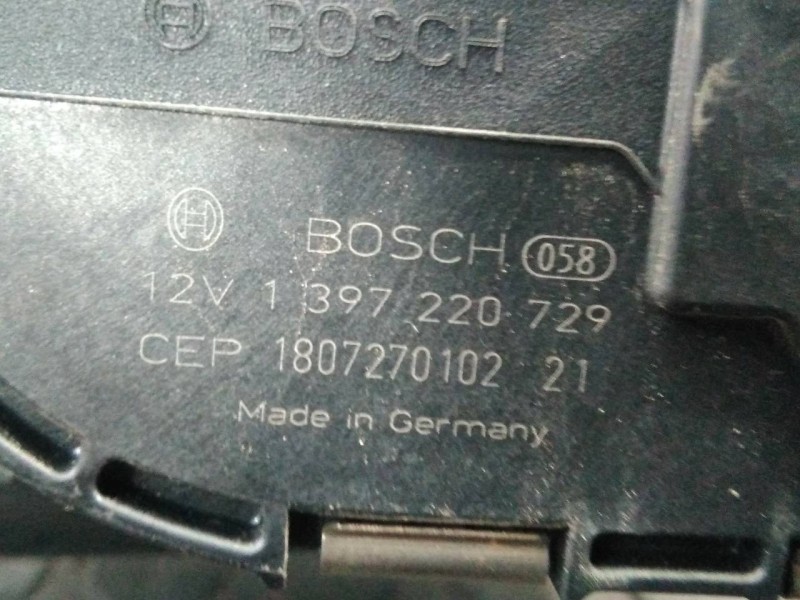 BOSCH
BOSCH 058
12V 1 397 220 729
CEP 1807270102 21
Made in Germany